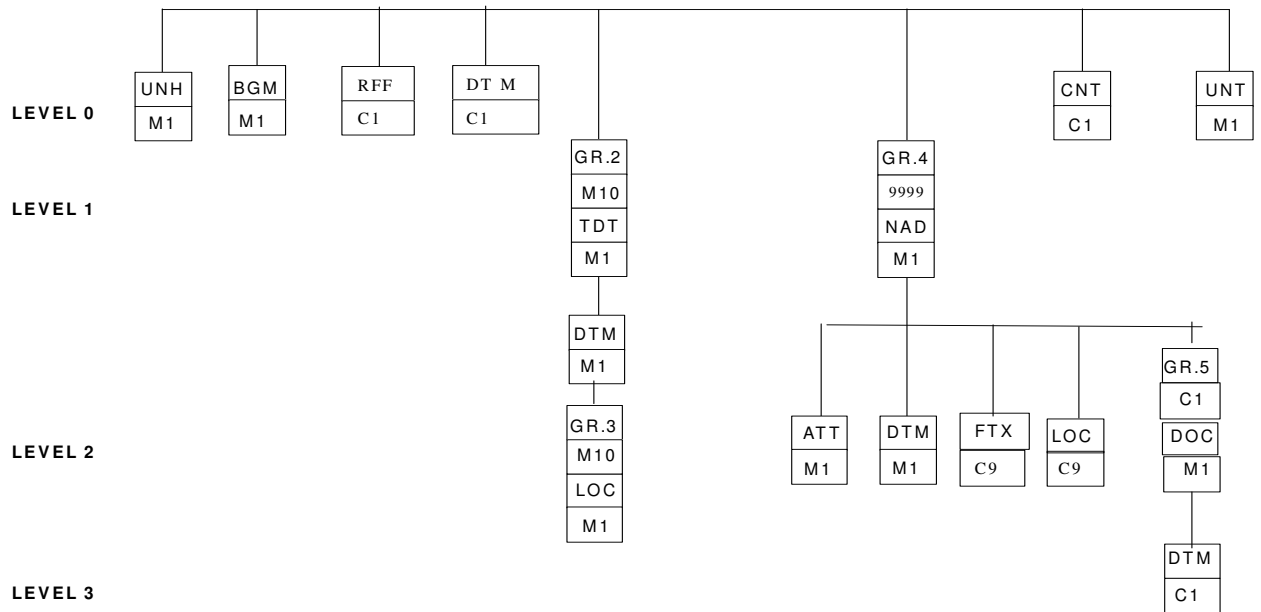 UNH BGM RFF DT M CNT UNT
LEVEL 0 M1 M1 C1 C1 C1 M1
GR.2 GR.4
M10 9999
LEVEL 1
TDT NAD
M1 M1
DTM
M1
GR.5
C1
GR.3 ATT DTM FTX LOC DOC
LEVEL 2 M10 M1 M1 C9 C9 M1
LOC
M1
DTM
LEVEL 3 C1